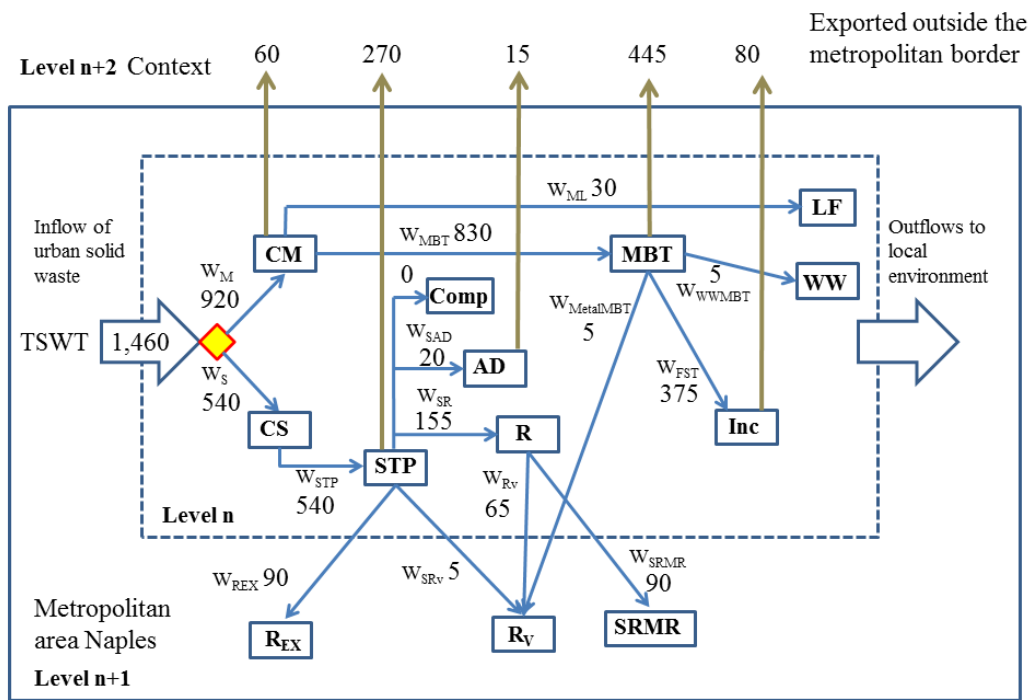 Exported outside the
metropolitan border
Level n+2 Context
60
270
15
445
80
Inflow of
urban solid
waste
TSWT
1,460
W_M
920
W_S
540
CM
W_ML 30
LF
W_MBT 830
MBT
5
W_WWMBT
WW
Outflows to
local
environment
0
Comp
W_SAD
20
AD
W_SR
155
R
W_MetalMBT
5
W_FST
375
Inc
CS
W_STP
540
STP
W_Rv
65
Level n
W_REX 90
W_SRv 5
W_SRMR
90
R_EX
R_V
SRMR
Metropolitan
area Naples
Level n+1